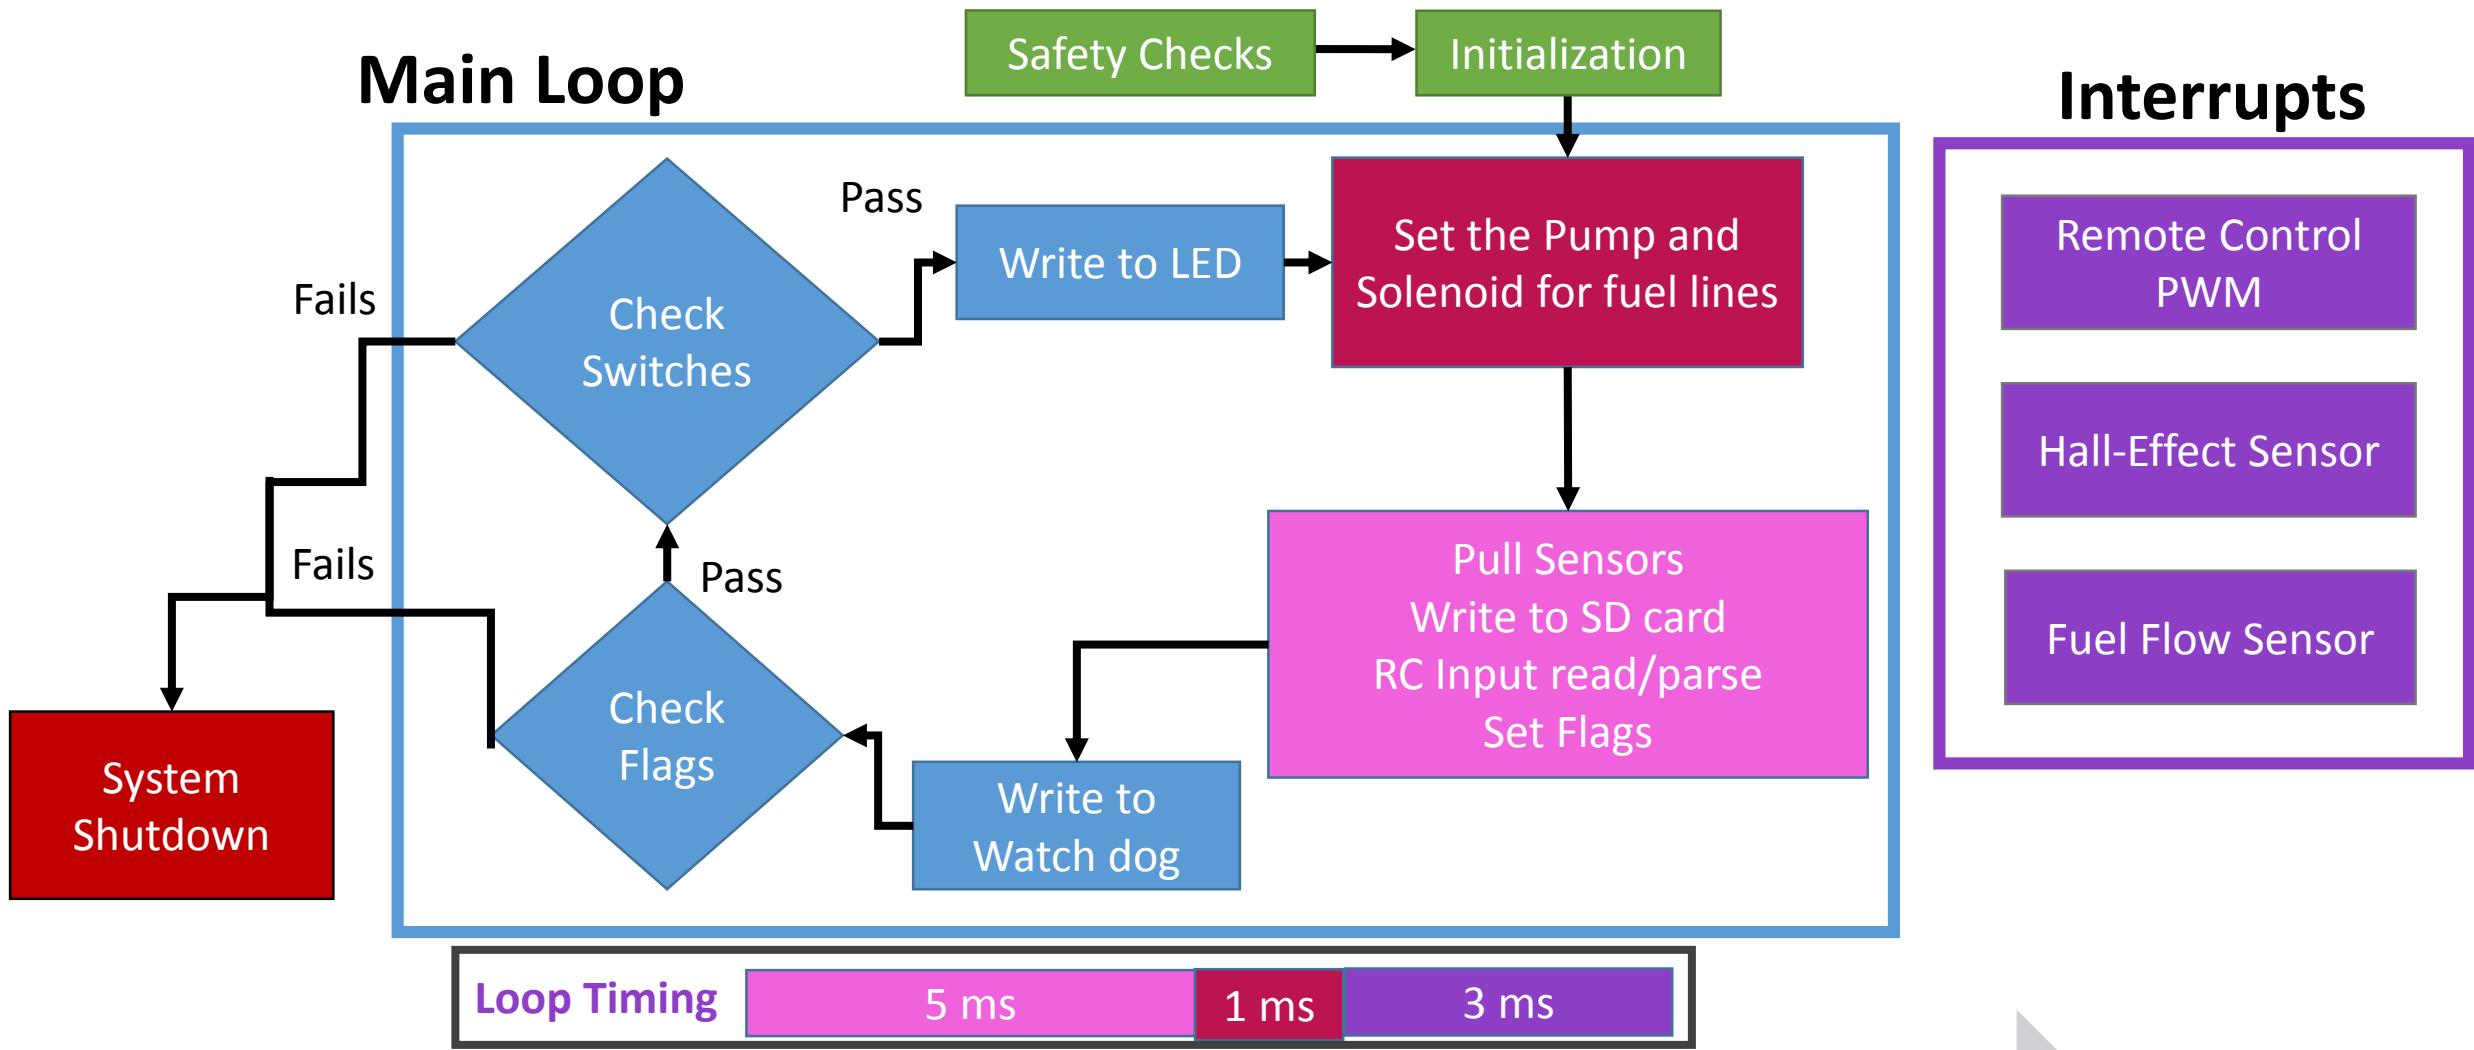 Safety Checks
Initialization
Main Loop
Interrupts
Pass
Write to LED
Set the Pump and
Solenoid for fuel lines
Remote Control
PWM
Fails
Check
Switches
Hall-Effect Sensor
Fails
Pass
Pull Sensors
Write to SD card
RC Input read/parse
Set Flags
Fuel Flow Sensor
Check
Flags
System
Shutdown
Write to
Watch dog
Loop Timing
5 ms
1 ms
3 ms